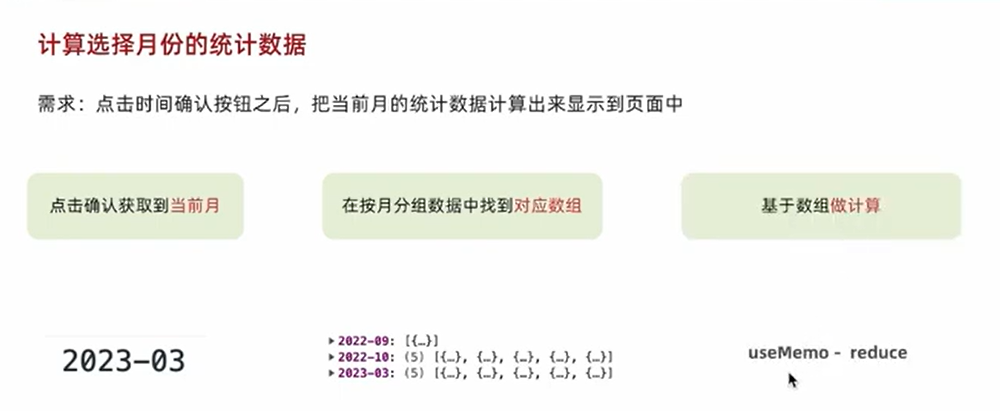 计算选择月份的统计数据
需求：点击时间确认按钮之后，把当前月的统计数据计算出来显示到页面中
点击确认获取到当前月
在按月分组数据中找到对应数组
基于数组做计算
2023-03
2022-09: [{…}]
2022-10: (5) [{…}, {…}, {…}, {…}, {…}]
2023-03: (5) [{…}, {…}, {…}, {…}, {…}]
useMemo - reduce